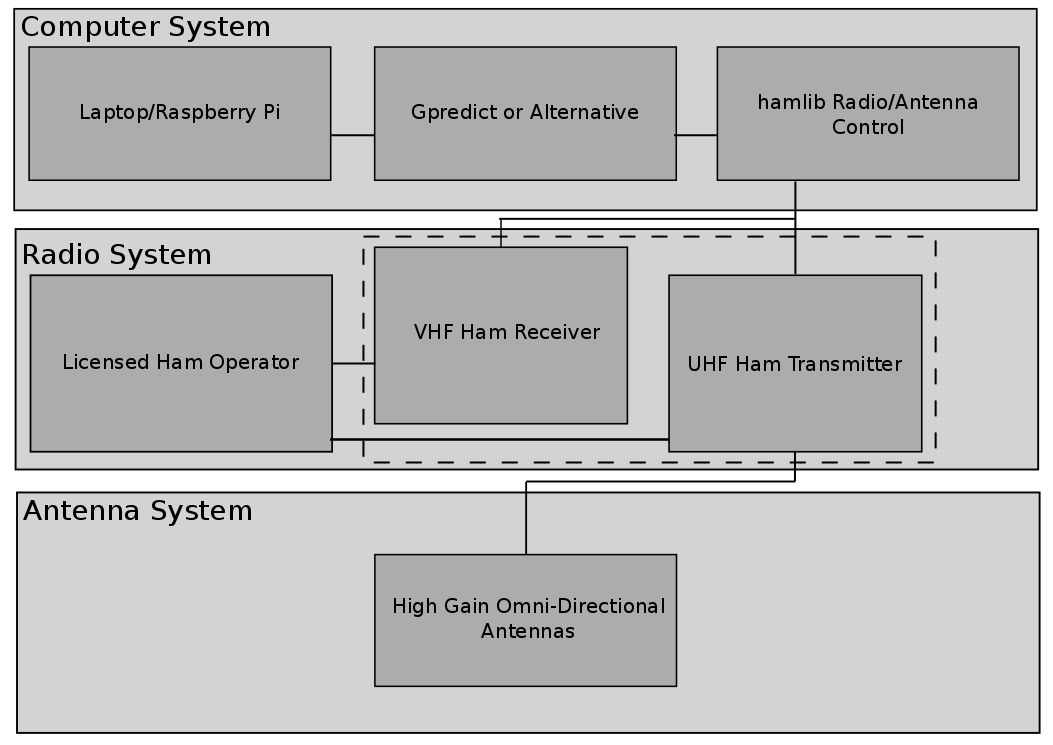 Computer System
Laptop/Raspberry Pi
Gpredict or Alternative
hamlib Radio/Antenna
Control
Radio System
Licensed Ham Operator
VHF Ham Receiver
UHF Ham Transmitter
Antenna System
High Gain Omni-Directional
Antennas